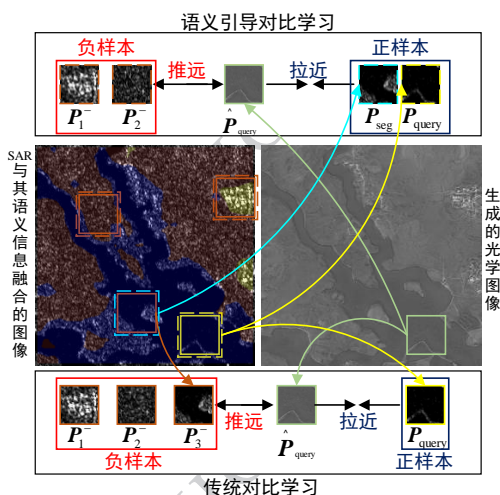 语义引导对比学习
负样本
正样本
推远
拉近
P₁⁻
P₂⁻
P̂query
Pseg
Pquery
SAR与其语义信息融合的图像
生成的光学图像
P₁⁻
P₂⁻
P₃⁻
推远
P̂query
拉近
Pquery
负样本
正样本
传统对比学习